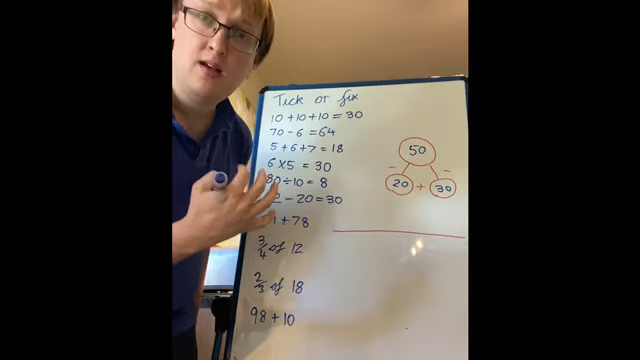 Tick or fix
10 + 10 + 10 = 30
70 - 6 = 64
5 + 6 + 7 = 18
6 x 5 = 30
80 ÷ 10 = 8
- 20 = 30
+ 78
3/4 of 12
2/3 of 18
98 + 10
50
- -
20 + 30